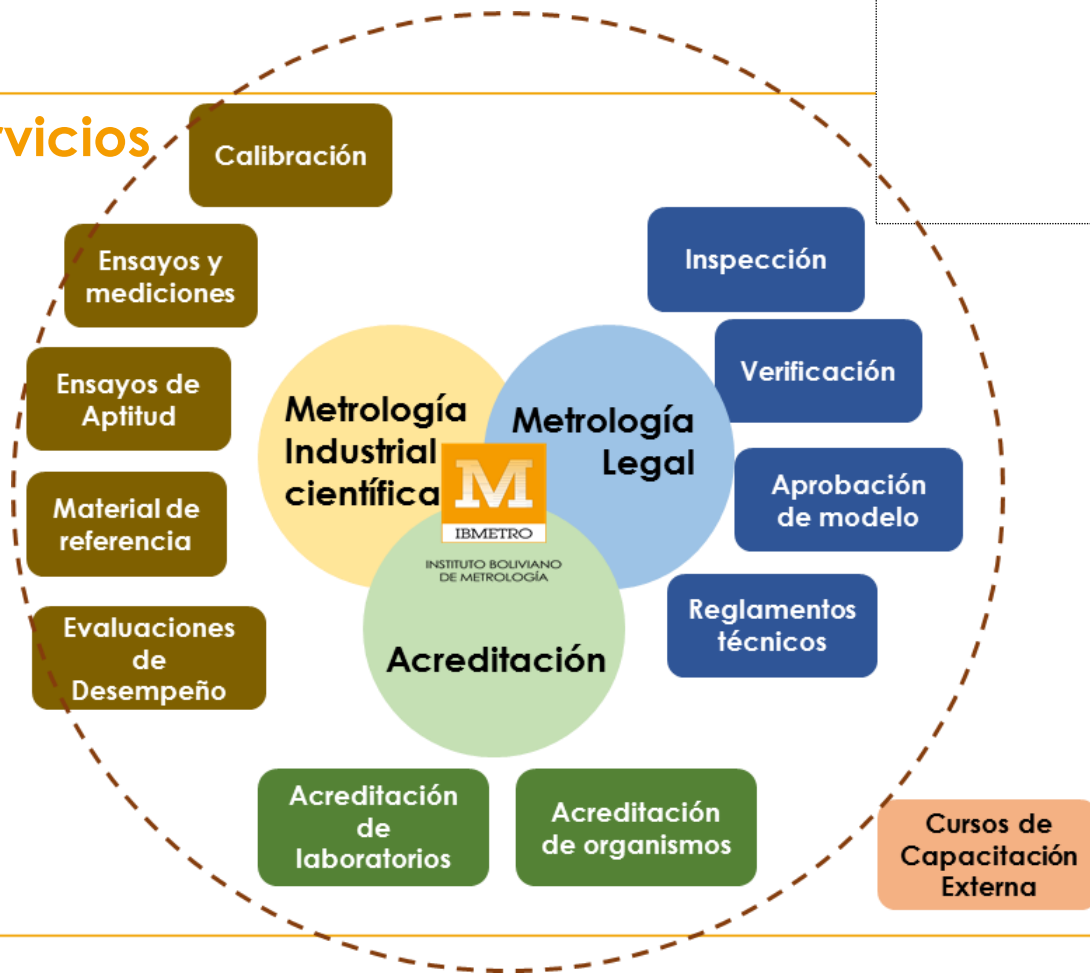 rvicios
Calibración
Ensayos y
mediciones
Ensayos de
Aptitud
Material de
referencia
Evaluaciones
de
Desempeño
Metrología
Industrial
científica
Metrología
Legal
M
IBMETRO
INSTITUTO BOLIVIANO
DE METROLOGÍA
Acreditación
Inspección
Verificación
Aprobación
de modelo
Reglamentos
técnicos
Acreditación
de
laboratorios
Acreditación
de organismos
Cursos de
Capacitación
Externa